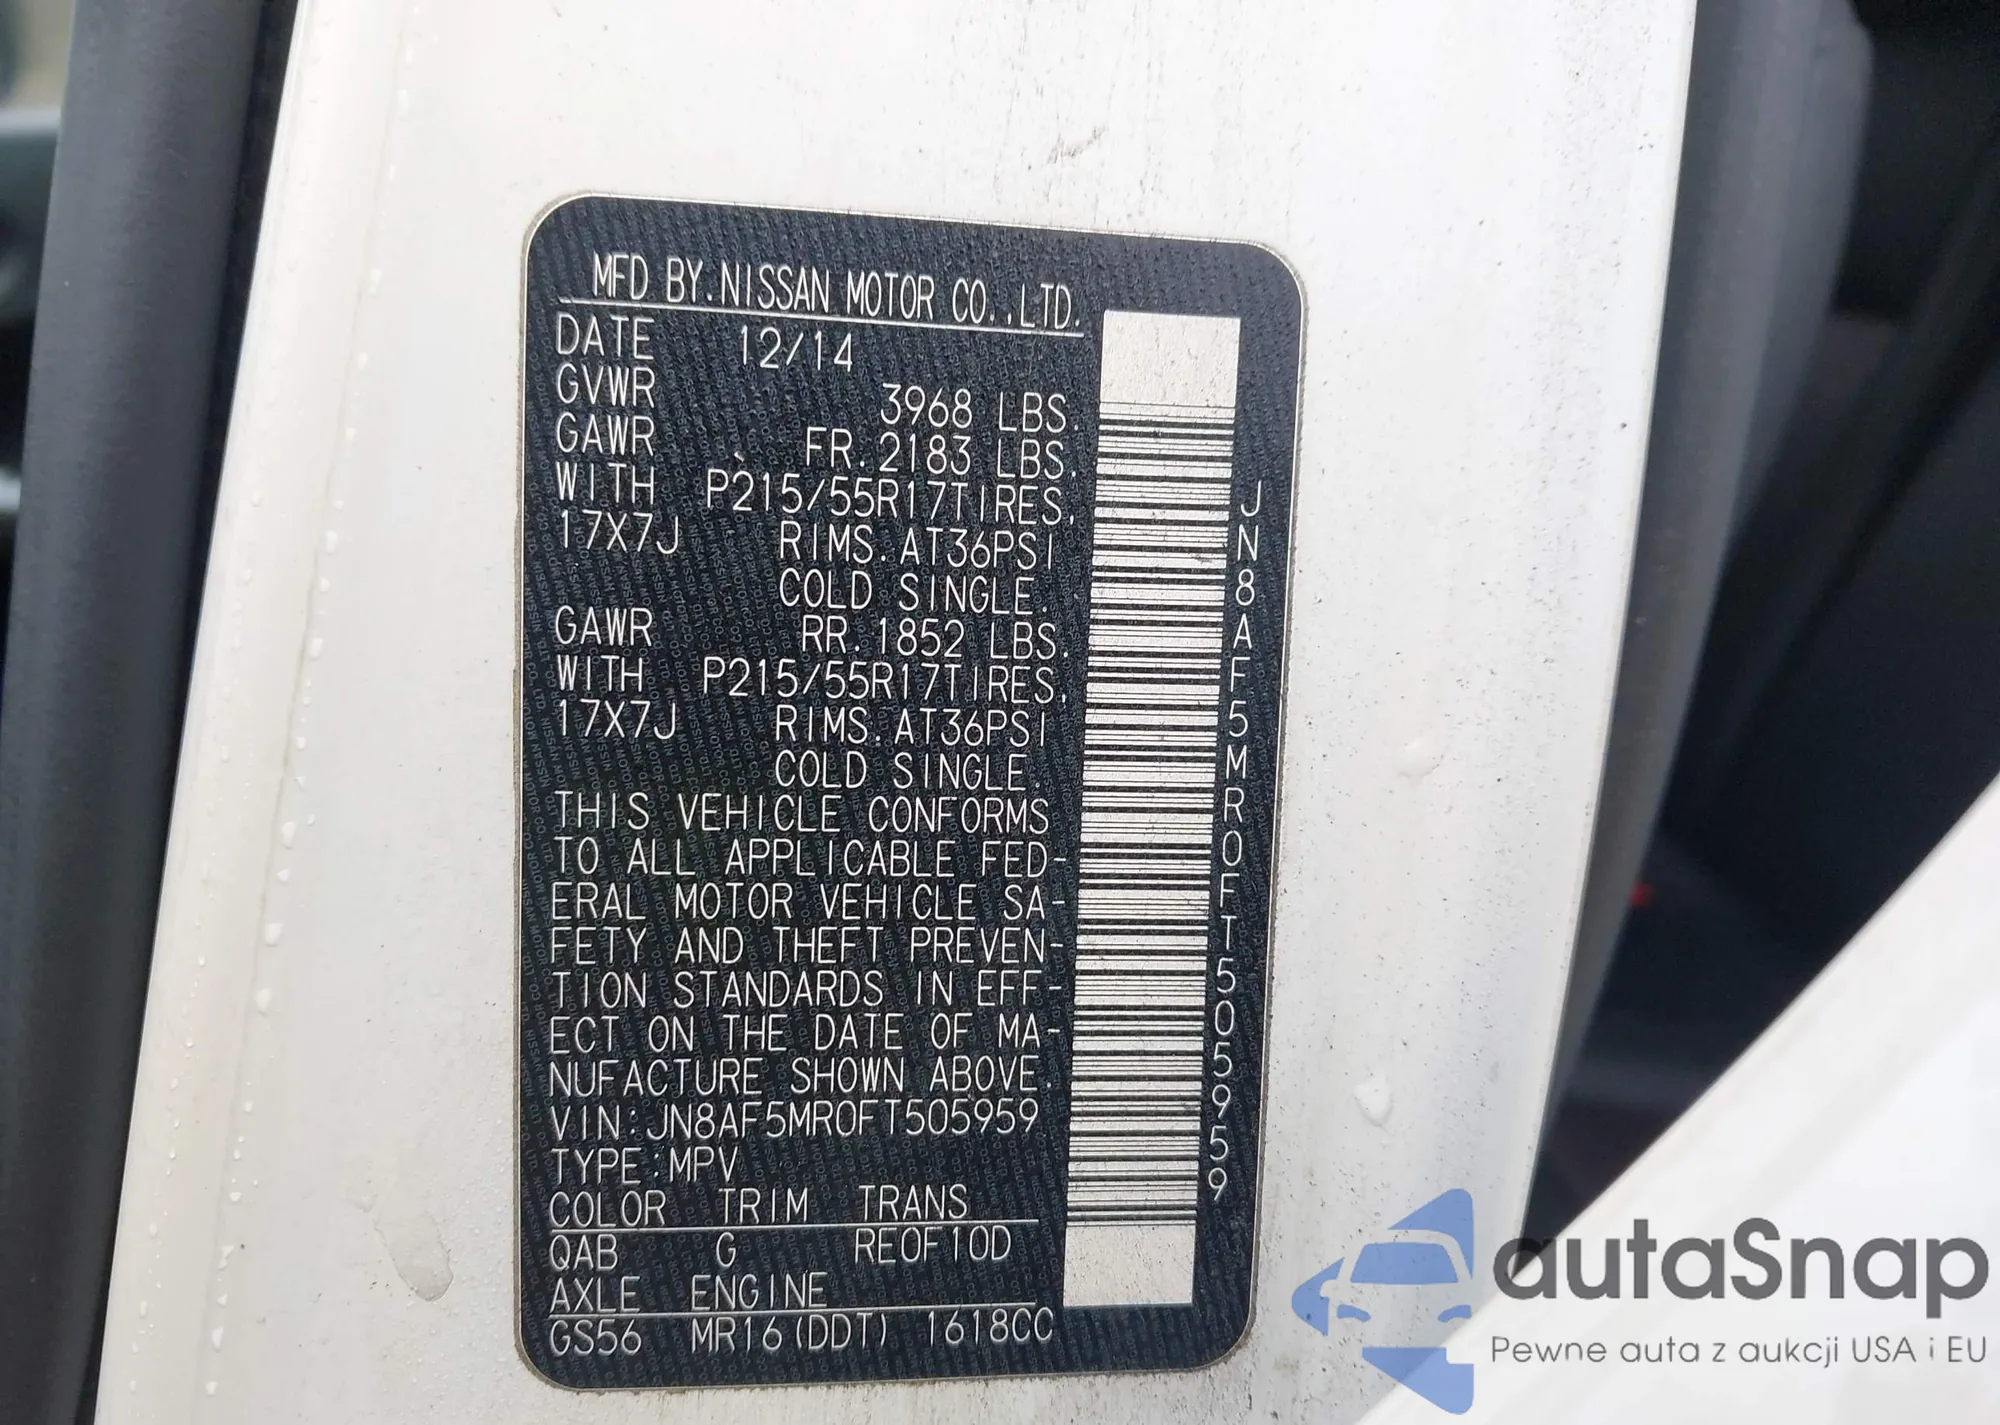 MFD BY.NISSAN MOTOR CO.,LTD.
DATE 12/14
GVWR 3968 LBS
GAWR FR.2183 LBS.
WITH P215/55R17TIRES.
17X7J RIMS.AT36PSI
COLD SINGLE.
GAWR RR.1852 LBS.
WITH P215/55R17TIRES.
17X7J RIMS.AT36PSI
COLD SINGLE.
THIS VEHICLE CONFORMS
TO ALL APPLICABLE FED-
ERAL MOTOR VEHICLE SA-
FETY AND THEFT PREVEN-
TION STANDARDS IN EFF-
ECT ON THE DATE OF MA-
NUFACTURE SHOWN ABOVE.
VIN:JN8AF5MR0FT505959
TYPE:MPV
COLOR TRIM TRANS
QAB G RE0F10D
AXLE ENGINE
GS56 MR16(DDT) 1618CC
JN8AF5MR0FT505959
autaSnap
Pewne auta z aukcji USA i EU